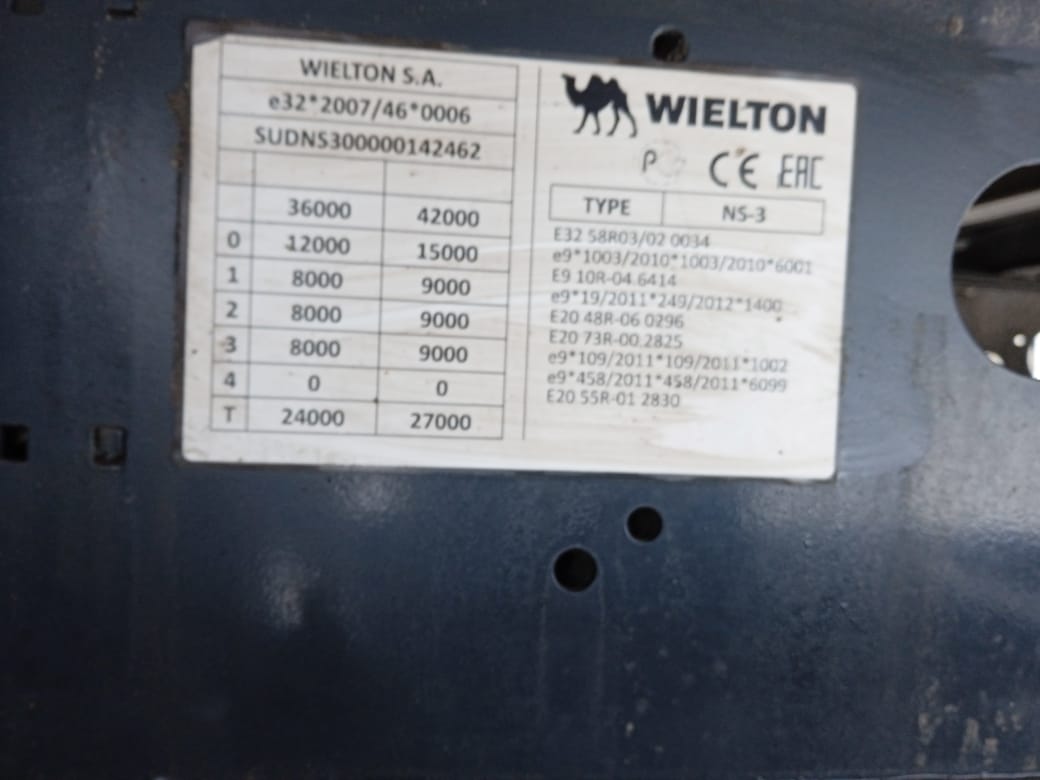 WIELTON S.A.
e32*2007/46*0006
SUDNS300000142462
36000 42000
0 12000 15000
1 8000 9000
2 8000 9000
3 8000 9000
4 0 0
T 24000 27000
WIELTON
P CE EAC
TYPE NS-3
E32 58R03/02 0034
e9*1003/2010*1003/2010*6001
E9 10R-04.6414
e9*19/2011*249/2012*1400
E20 48R-06 0296
E20 73R-00.2825
e9*109/2011*109/2011*1002
e9*458/2011*458/2011*6099
E20 55R-01 2830